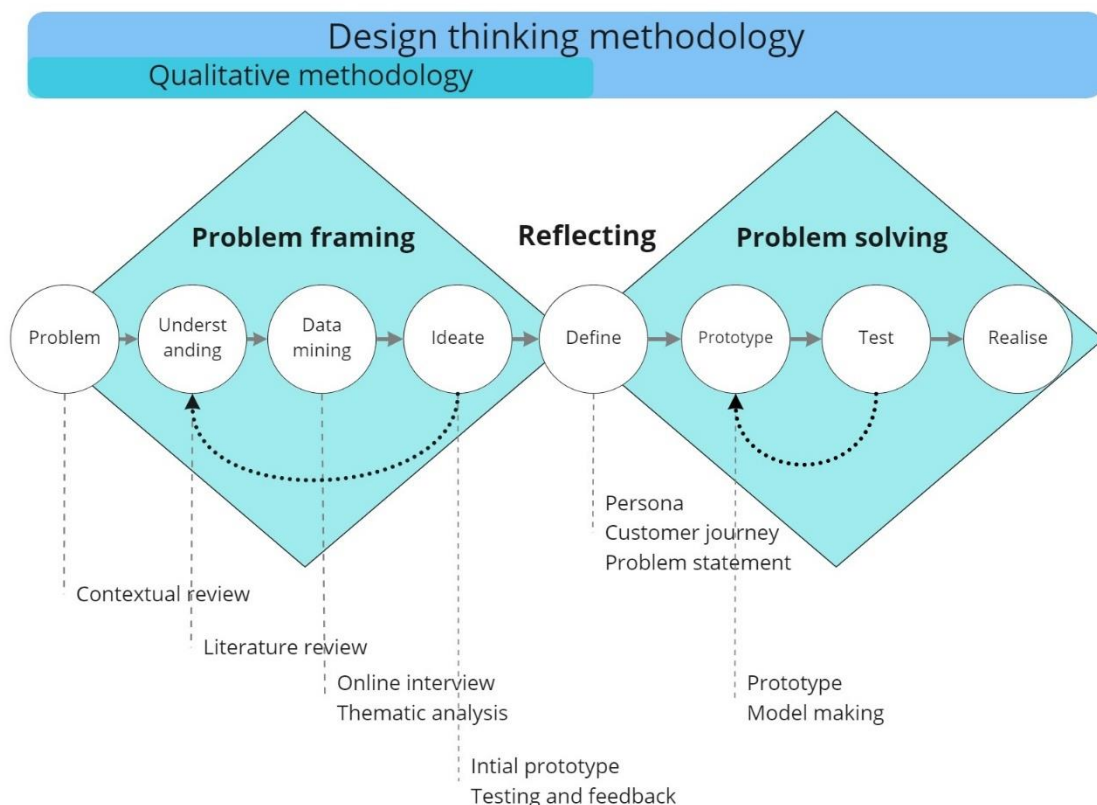 Design thinking methodology
Qualitative methodology
Problem framing
Reflecting
Problem solving
Problem
Underst
anding
Data
mining
Ideate
Define
Prototype
Test
Realise
Persona
Customer journey
Problem statement
Contextual review
Literature review
Online interview
Thematic analysis
Prototype
Model making
Intial prototype
Testing and feedback